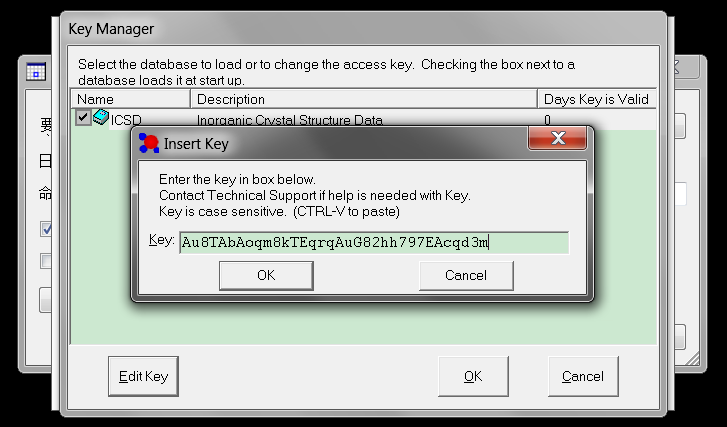 Key Manager
Select the database to load or to change the access key. Checking the box next to a
database loads it at start up.
Name Description Days Key is Valid
ICSD Inorganic Crystal Structure Data 0
Insert Key
Enter the key in box below.
Contact Technical Support if help is needed with Key.
Key is case sensitive. (CTRL-V to paste)
Key: Au8TAbAoqm8kTEqrqAuG82hh797EAcqd3m
OK Cancel
Edit Key OK Cancel
要
日
命